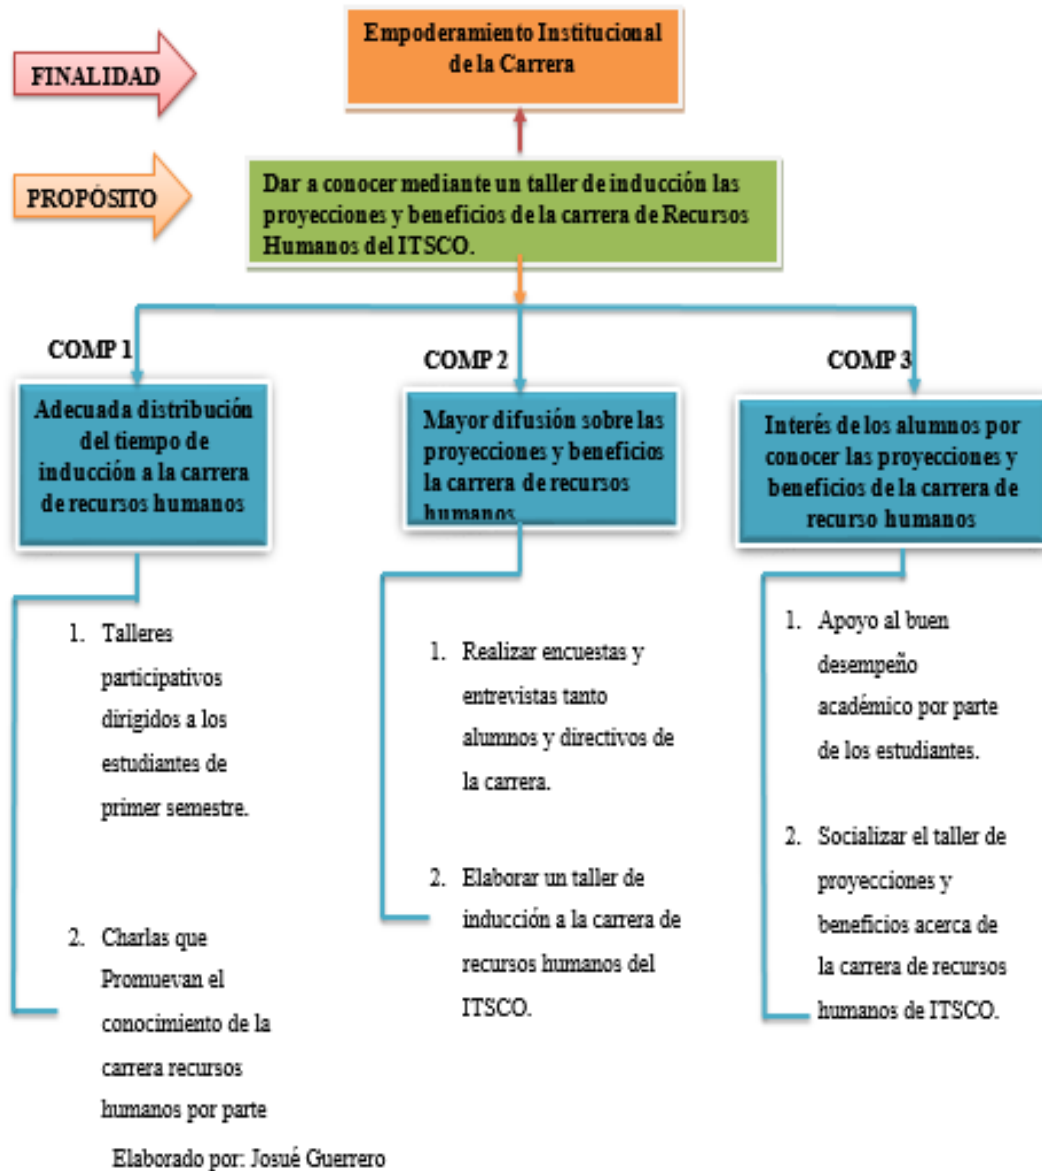 FINALIDAD
Empoderamiento Institucional
de la Carrera
PROPÓSITO
Dar a conocer mediante un taller de inducción las
proyecciones y beneficios de la carrera de Recursos
Humanos del ITSCO.
COMP 1
Adecuada distribución
del tiempo de
inducción a la carrera
de recursos humanos
COMP 2
Mayor difusión sobre las
proyecciones y beneficios
la carrera de recursos
humanos
COMP 3
Interés de los alumnos por
conocer las proyecciones y
beneficios de la carrera de
recurso humanos
1. Talleres
participativos
dirigidos a los
estudiantes de
primer semestre.
2. Charlas que
Promuevan el
conocimiento de la
carrera recursos
humanos por parte
1. Realizar encuestas y
entrevistas tanto
alumnos y directivos de
la carrera.
2. Elaborar un taller de
inducción a la carrera de
recursos humanos del
ITSCO.
1. Apoyo al buen
desempeño
académico por parte
de los estudiantes.
2. Socializar el taller de
proyecciones y
beneficios acerca de
la carrera de recursos
humanos de ITSCO.
Elaborado por: Josué Guerrero